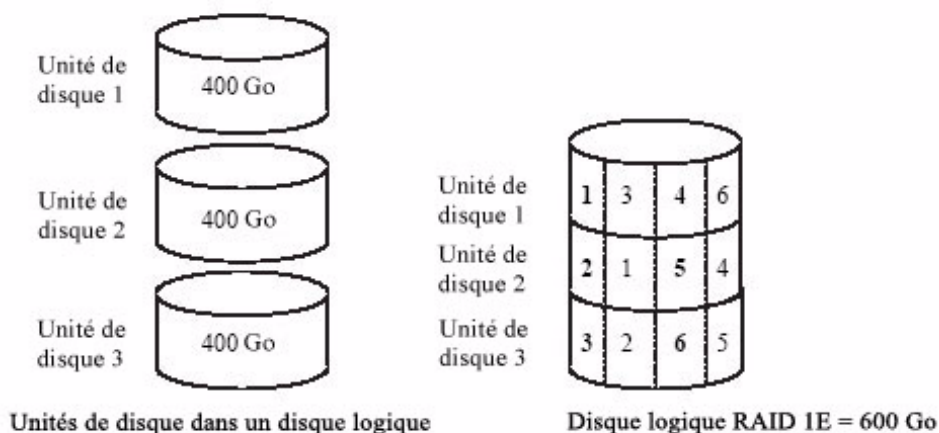 Unité de
disque 1
400 Go
Unité de
disque 2
400 Go
Unité de
disque 3
400 Go
Unités de disque dans un disque logique
Unité de
disque 1
1 3 4 6
Unité de
disque 2
2 1 5 4
Unité de
disque 3
3 2 6 5
Disque logique RAID 1E = 600 Go